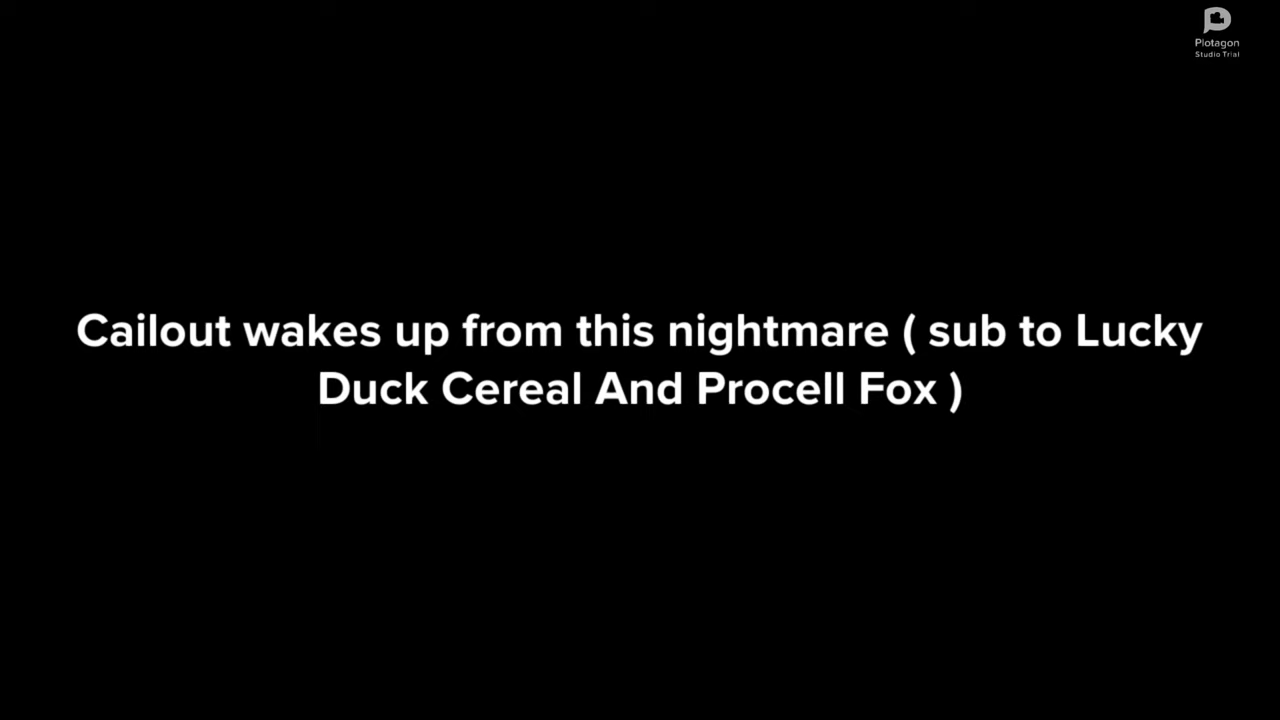 Plotagon
Studio Trial
Cailout wakes up from this nightmare ( sub to Lucky
Duck Cereal And Procell Fox )